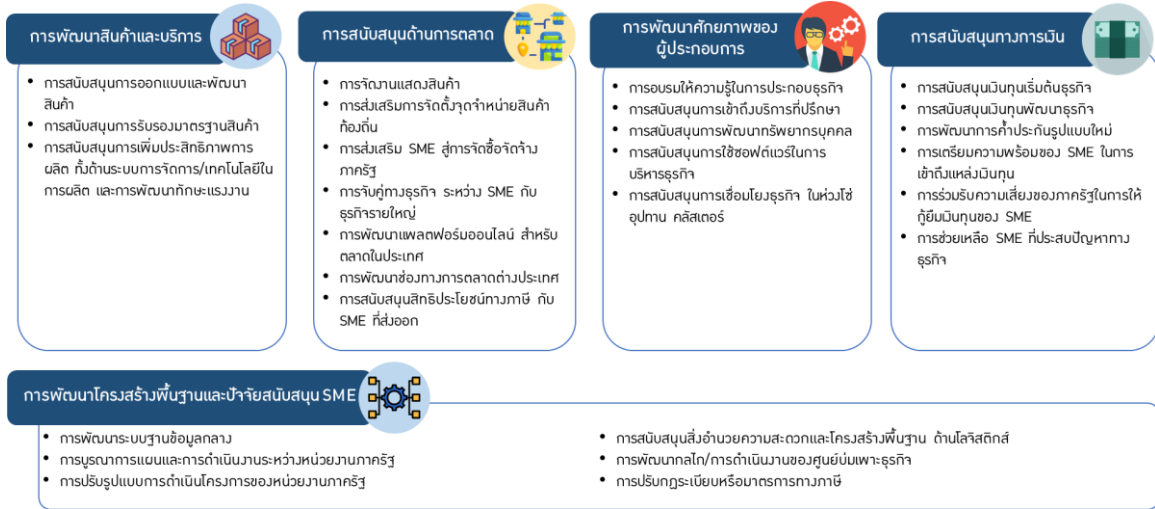 การพัฒนาสินค้าและบริการ
• การสนับสนุนการออกแบบและพัฒนา
สินค้า
• การสนับสนุนการรับรองมาตรฐานสินค้า
• การสนับสนุนการเพิ่มประสิทธิภาพการ
ผลิต ทั้งด้านระบบการจัดการ/เทคโนโลยีใน
การผลิต และการพัฒนาทักษะแรงงาน
การสนับสนุนด้านการตลาด
• การจัดงานแสดงสินค้า
• การส่งเสริมการจัดตั้งจุดจำหน่ายสินค้า
ท้องถิ่น
• การส่งเสริม SME สู่การจัดซื้อจัดจ้าง
ภาครัฐ
• การจับคู่ทางธุรกิจ ระหว่าง SME กับ
ธุรกิจรายใหญ่
• การพัฒนาแพลตฟอร์มออนไลน์ สำหรับ
ตลาดในประเทศ
• การพัฒนาช่องทางการตลาดต่างประเทศ
• การสนับสนุนสิทธิประโยชน์ทางภาษี กับ
SME ที่ส่งออก
การพัฒนาศักยภาพของ
ผู้ประกอบการ
• การอบรมให้ความรู้ในการประกอบธุรกิจ
• การสนับสนุนการเข้าถึงบริการที่ปรึกษา
• การสนับสนุนการพัฒนาทรัพยากรบุคคล
• การสนับสนุนการใช้ซอฟต์แวร์ในการ
บริหารธุรกิจ
• การสนับสนุนการเชื่อมโยงธุรกิจ ในห่วงโซ่
อุปทาน คลัสเตอร์
การสนับสนุนทางการเงิน
• การสนับสนุนเงินทุนเริ่มต้นธุรกิจ
• การสนับสนุนเงินทุนพัฒนาธุรกิจ
• การพัฒนาการค้ำประกันรูปแบบใหม่
• การเตรียมความพร้อมของ SME ในการ
เข้าถึงแหล่งเงินทุน
• การร่วมรับความเสี่ยงของภาครัฐในการให้
กู้ยืมเงินทุนของ SME
• การช่วยเหลือ SME ที่ประสบปัญหาทาง
ธุรกิจ
การพัฒนาโครงสร้างพื้นฐานและปัจจัยสนับสนุน SME
• การพัฒนาระบบฐานข้อมูลกลาง
• การบูรณาการแผนและการดำเนินงานระหว่างหน่วยงานภาครัฐ
• การปรับรูปแบบการดำเนินโครงการของหน่วยงานภาครัฐ
• การสนับสนุนสิ่งอำนวยความสะดวกและโครงสร้างพื้นฐาน ด้านโลจิสติกส์
• การพัฒนากลไก/การดำเนินงานของศูนย์บ่มเพาะธุรกิจ
• การปรับกฎระเบียบหรือมาตรการทางภาษี